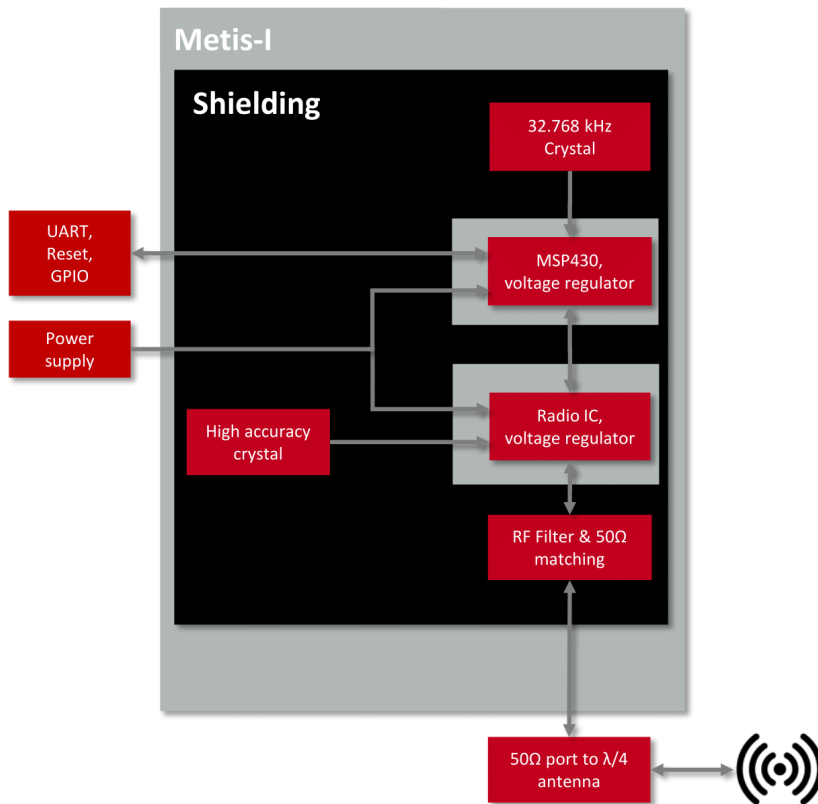 Metis-I
Shielding
32.768 kHz
Crystal
UART,
Reset,
GPIO
MSP430,
voltage regulator
Power
supply
Radio IC,
voltage regulator
High accuracy
crystal
RF Filter & 50Ω
matching
50Ω port to λ/4
antenna